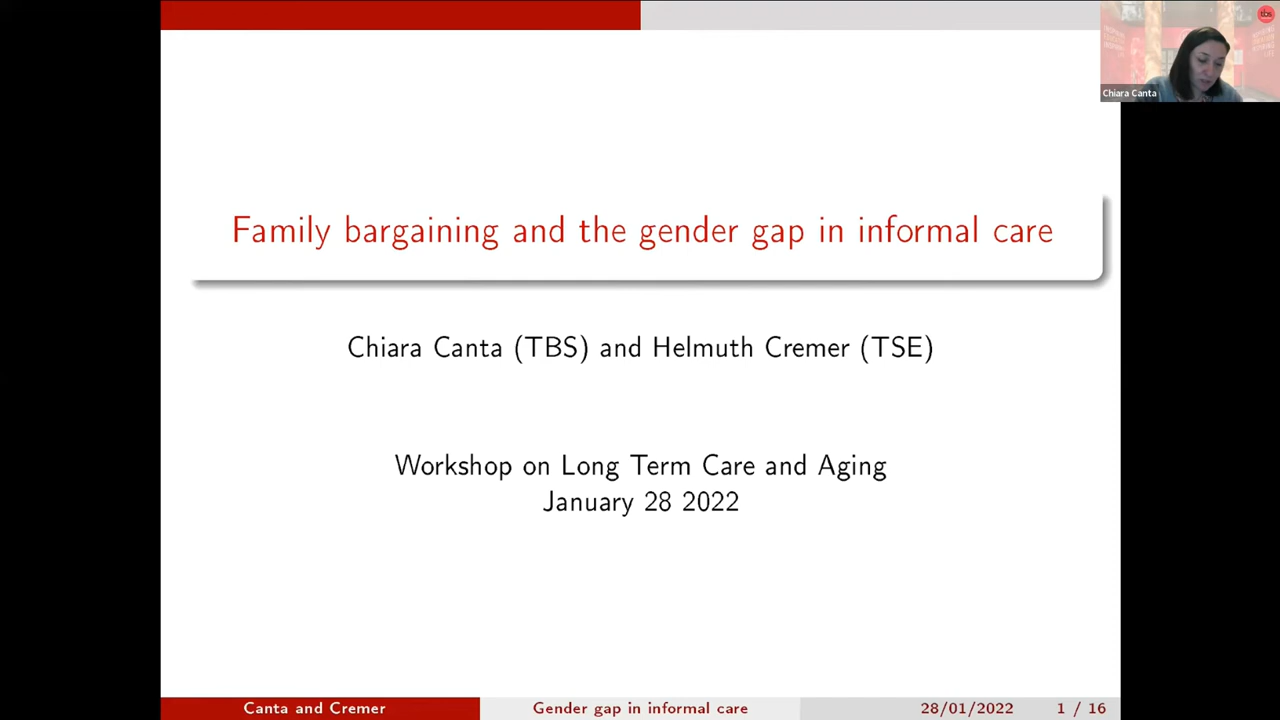 tbs
Chiara Canta
Family bargaining and the gender gap in informal care
Chiara Canta (TBS) and Helmuth Cremer (TSE)
Workshop on Long Term Care and Aging
January 28 2022
Canta and Cremer
Gender gap in informal care
28/01/2022
1 / 16